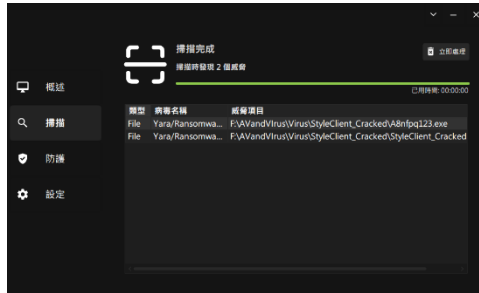 掃描完成
掃描時發現 2 個威脅
立即處理
已用時間: 00:00:00
概述
掃描
防護
設定
類型 病毒名稱 威脅項目
File Yara/Ransomwa... F:\AVandVIrus\Virus\StyleClient_Cracked\A8nfpq123.exe
File Yara/Ransomwa... F:\AVandVIrus\Virus\StyleClient_Cracked\StyleClient_Cracked